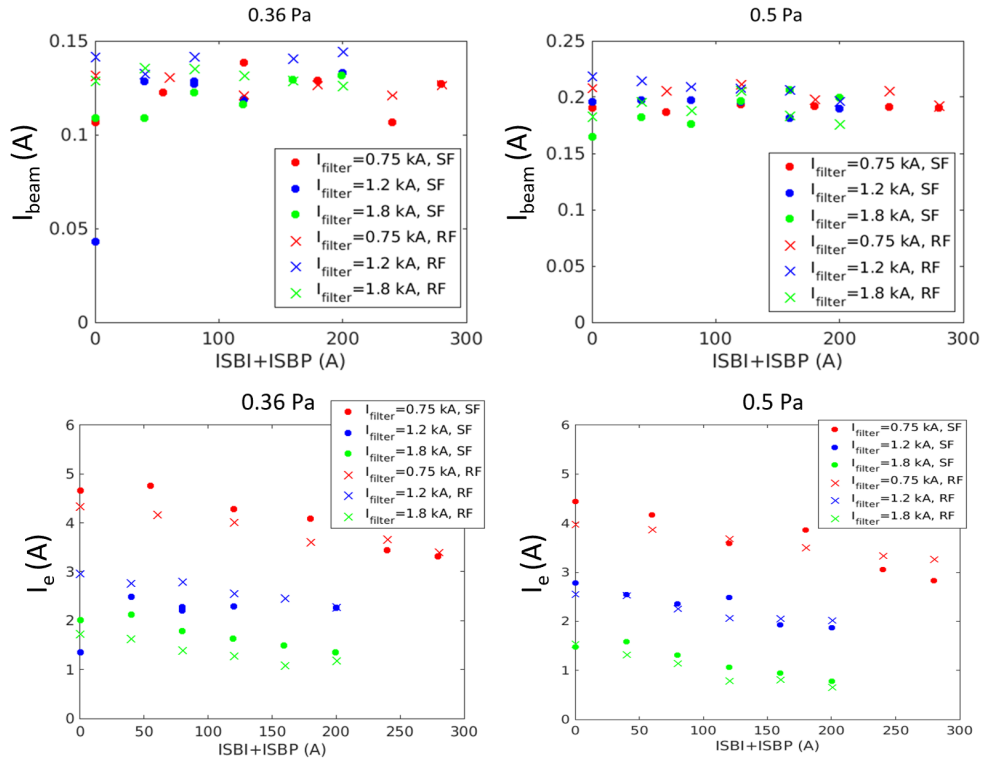 0.36 Pa
0.15
0.1
0.05
0
I_beam (A)
I_filter=0.75 kA, SF
I_filter=1.2 kA, SF
I_filter=1.8 kA, SF
I_filter=0.75 kA, RF
I_filter=1.2 kA, RF
I_filter=1.8 kA, RF
0 100 200 300
ISBI+ISBP (A)
0.5 Pa
0.25
0.2
0.15
0.1
0.05
0
I_beam (A)
I_filter=0.75 kA, SF
I_filter=1.2 kA, SF
I_filter=1.8 kA, SF
I_filter=0.75 kA, RF
I_filter=1.2 kA, RF
I_filter=1.8 kA, RF
0 100 200 300
ISBI+ISBP (A)
0.36 Pa
6
5
4
3
2
1
0
I_e (A)
I_filter=0.75 kA, SF
I_filter=1.2 kA, SF
I_filter=1.8 kA, SF
I_filter=0.75 kA, RF
I_filter=1.2 kA, RF
I_filter=1.8 kA, RF
0 50 100 150 200 250 300
ISBI+ISBP (A)
0.5 Pa
6
5
4
3
2
1
0
I_e (A)
I_filter=0.75 kA, SF
I_filter=1.2 kA, SF
I_filter=1.8 kA, SF
I_filter=0.75 kA, RF
I_filter=1.2 kA, RF
I_filter=1.8 kA, RF
0 50 100 150 200 250 300
ISBI+ISBP (A)